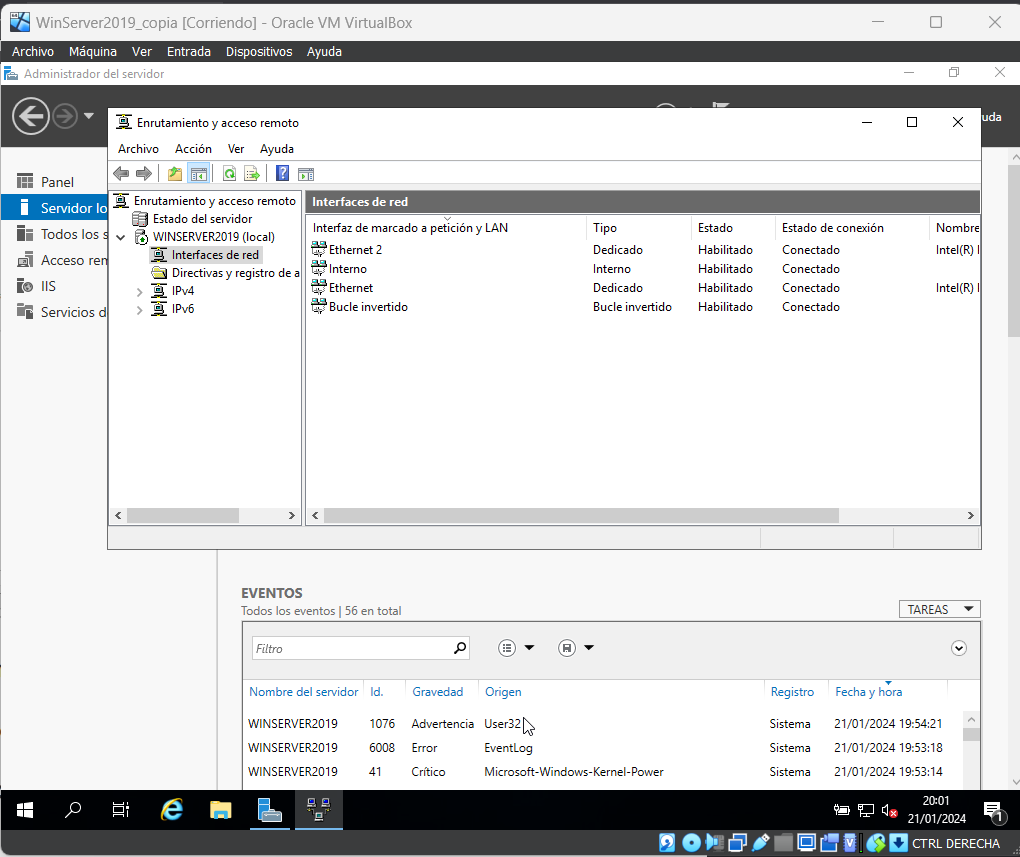 WinServer2019_copia [Corriendo] - Oracle VM VirtualBox
Archivo Máquina Ver Entrada Dispositivos Ayuda
Administrador del servidor
uda
Enrutamiento y acceso remoto
Archivo Acción Ver Ayuda
Panel
Servidor lo
Todos los s
Acceso rem
IIS
Servicios d
Enrutamiento y acceso remoto
Estado del servidor
WINSERVER2019 (local)
Interfaces de red
Directivas y registro de a
IPv4
IPv6
Interfaces de red
Interfaz de marcado a petición y LAN Tipo Estado Estado de conexión Nombre
Ethernet 2 Dedicado Habilitado Conectado Intel(R) I
Interno Interno Habilitado Conectado
Ethernet Dedicado Habilitado Conectado Intel(R) I
Bucle invertido Bucle invertido Habilitado Conectado
EVENTOS
Todos los eventos | 56 en total
TAREAS
Filtro
Nombre del servidor Id. Gravedad Origen Registro Fecha y hora
WINSERVER2019 1076 Advertencia User32 Sistema 21/01/2024 19:54:21
WINSERVER2019 6008 Error EventLog Sistema 21/01/2024 19:53:18
WINSERVER2019 41 Crítico Microsoft-Windows-Kernel-Power Sistema 21/01/2024 19:53:14
20:01
21/01/2024
1
CTRL DERECHA